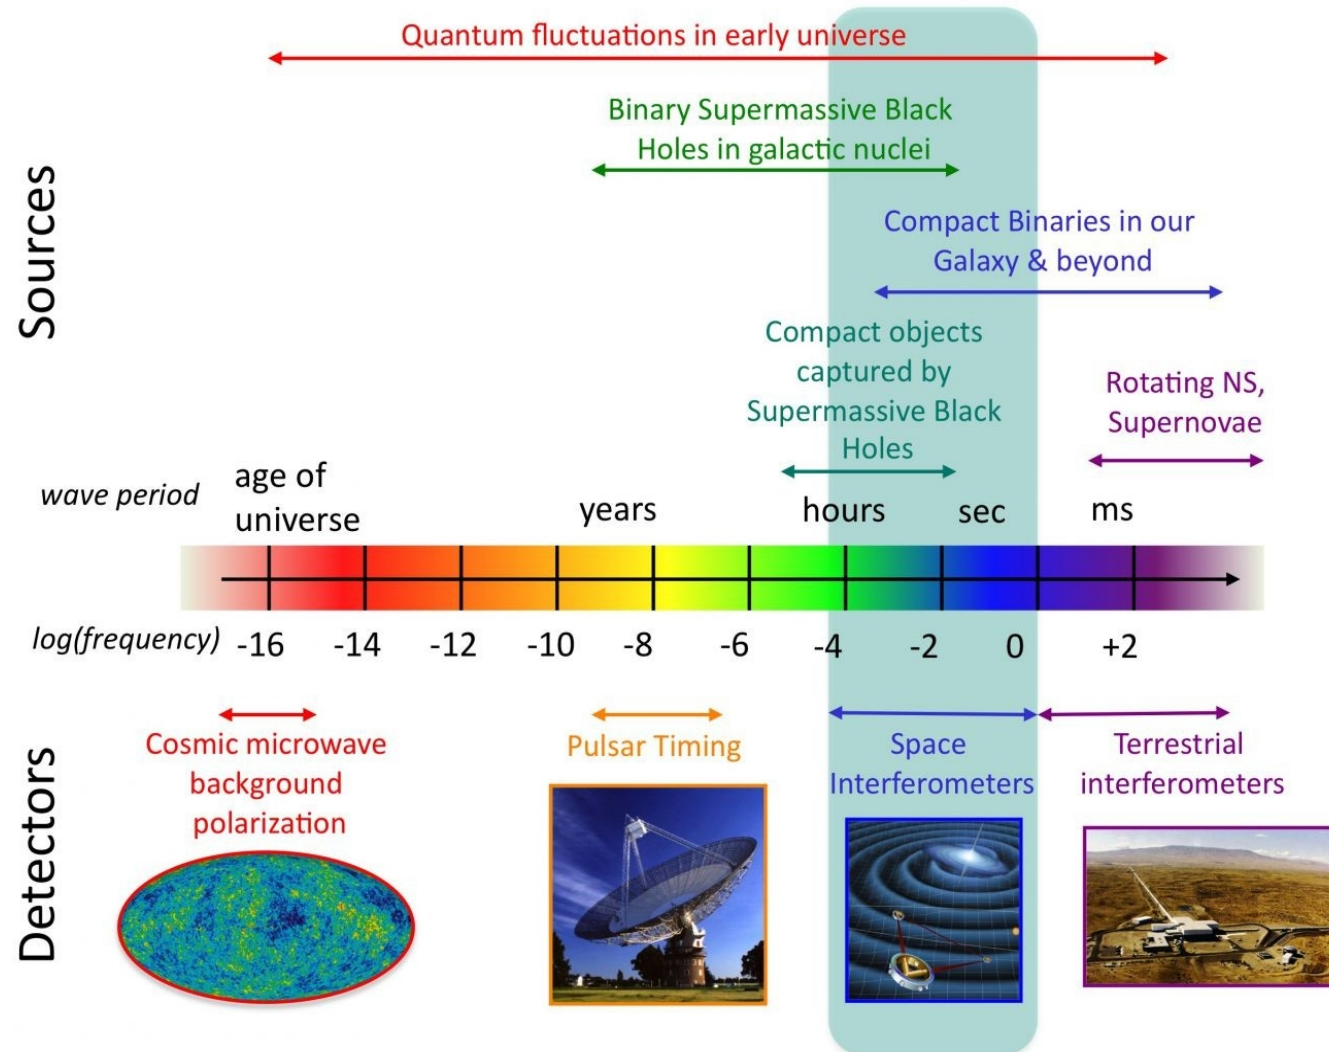 Quantum fluctuations in early universe
Binary Supermassive Black
Holes in galactic nuclei
Compact Binaries in our
Galaxy & beyond
Compact objects
captured by
Supermassive Black
Holes
Rotating NS,
Supernovae
Sources
wave period
age of
universe
years
hours
sec
ms
log(frequency)
-16
-14
-12
-10
-8
-6
-4
-2
0
+2
Detectors
Cosmic microwave
background
polarization
Pulsar Timing
Space
Interferometers
Terrestrial
interferometers